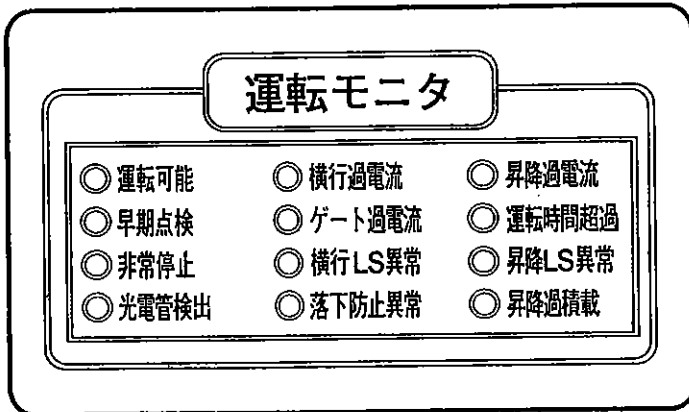 運転モニタ
◎運転可能 ◎横行過電流 ◎昇降過電流
◎早期点検 ◎ゲート過電流 ◎運転時間超過
◎非常停止 ◎横行LS異常 ◎昇降LS異常
◎光電管検出 ◎落下防止異常 ◎昇降過積載